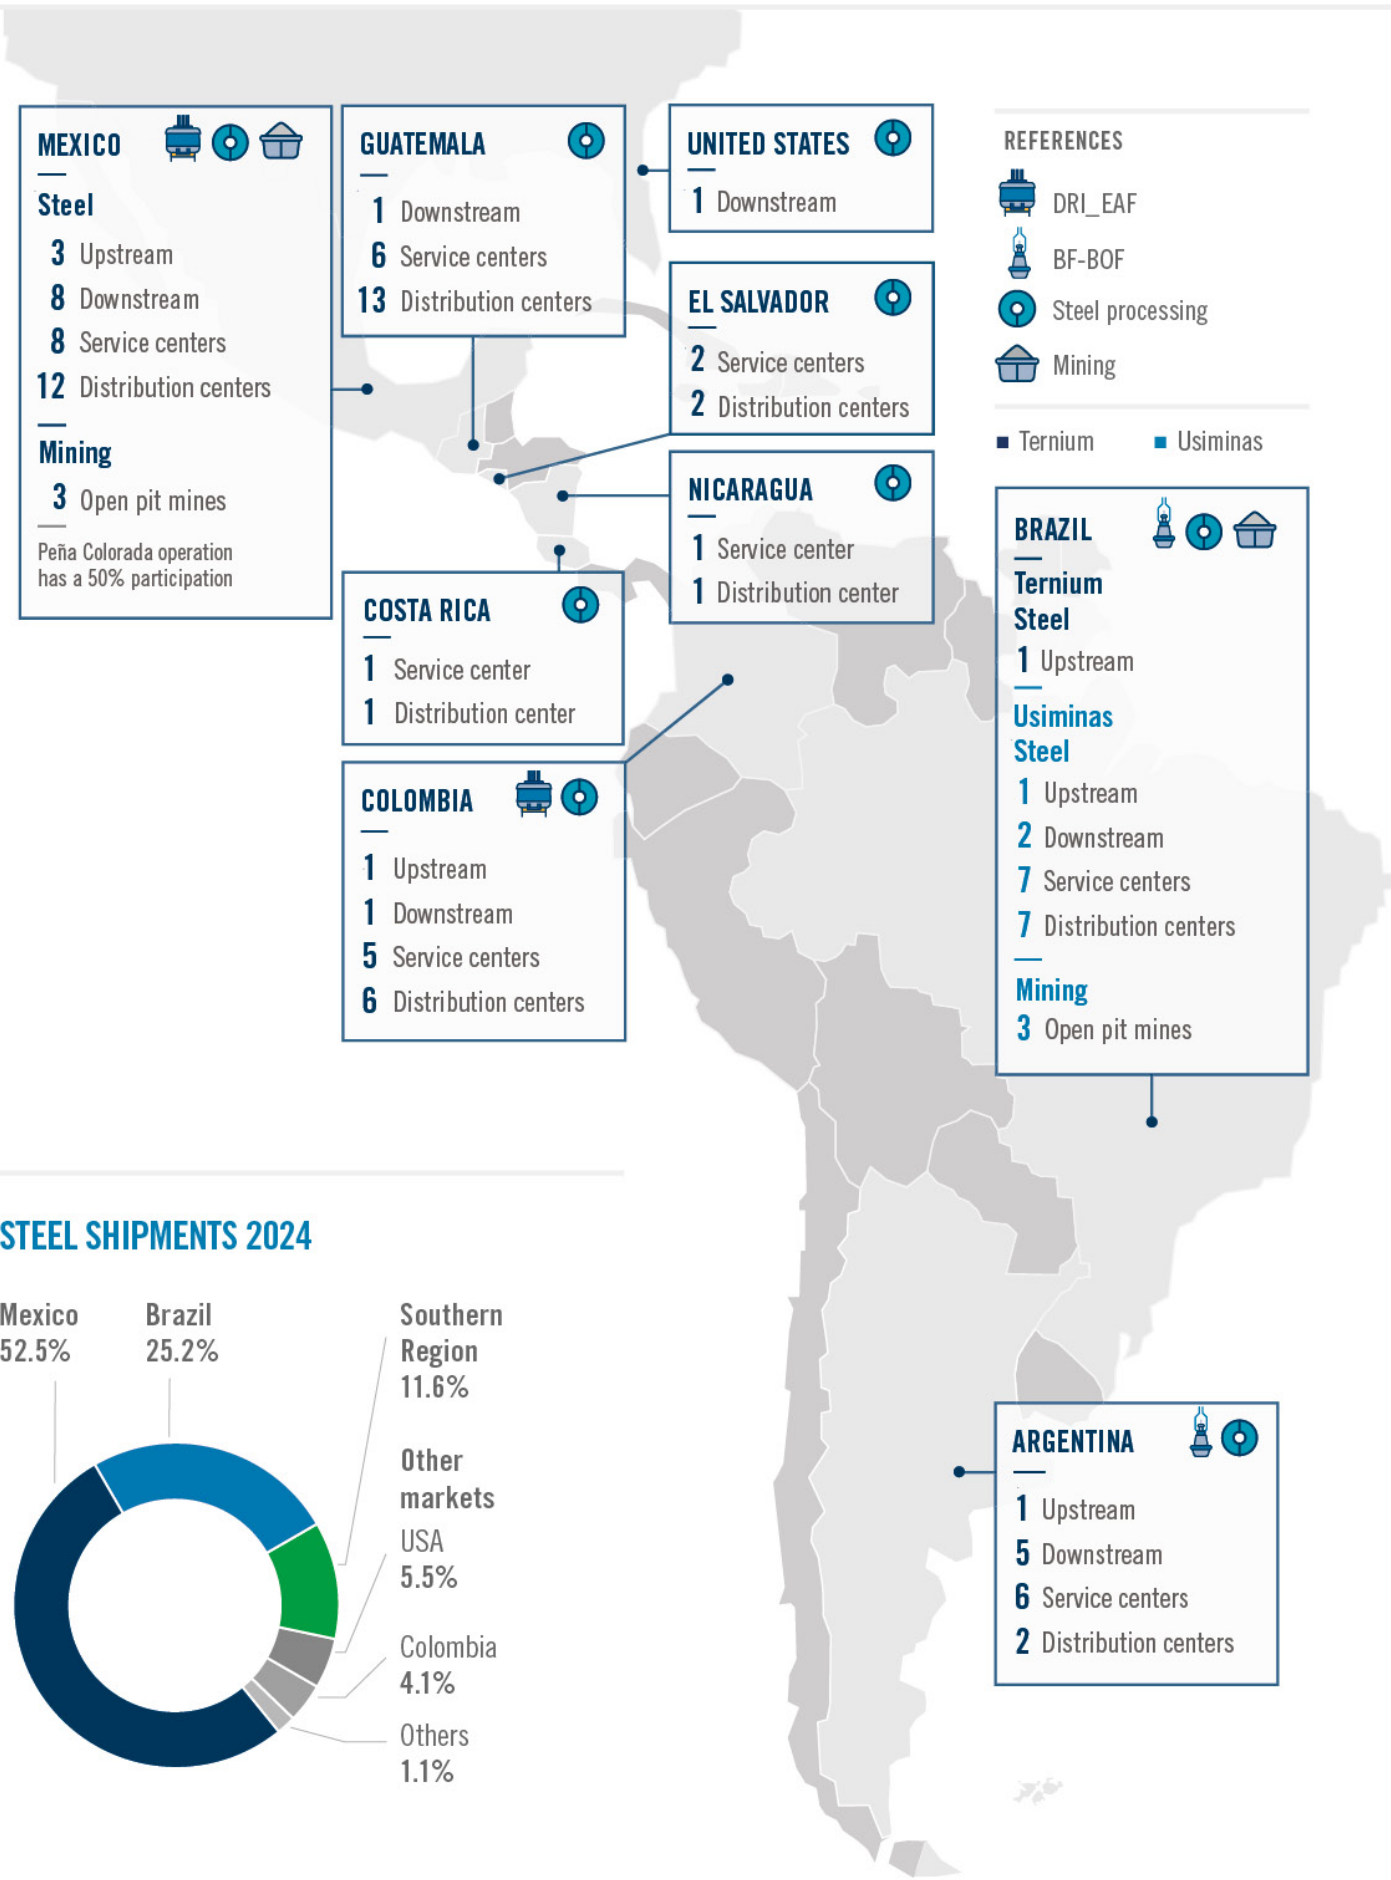 MEXICO
Steel
3 Upstream
8 Downstream
8 Service centers
12 Distribution centers
Mining
3 Open pit mines
Peña Colorada operation
has a 50% participation
GUATEMALA
1 Downstream
6 Service centers
13 Distribution centers
UNITED STATES
1 Downstream
EL SALVADOR
2 Service centers
2 Distribution centers
NICARAGUA
1 Service center
1 Distribution center
COSTA RICA
1 Service center
1 Distribution center
COLOMBIA
1 Upstream
1 Downstream
5 Service centers
6 Distribution centers
REFERENCES
DRI_EAF
BF-BOF
Steel processing
Mining
Ternium
Usiminas
BRAZIL
Ternium
Steel
1 Upstream
Usiminas
Steel
1 Upstream
2 Downstream
7 Service centers
7 Distribution centers
Mining
3 Open pit mines
ARGENTINA
1 Upstream
5 Downstream
6 Service centers
2 Distribution centers
STEEL SHIPMENTS 2024
Mexico
52.5%
Brazil
25.2%
Southern
Region
11.6%
Other
markets
USA
5.5%
Colombia
4.1%
Others
1.1%